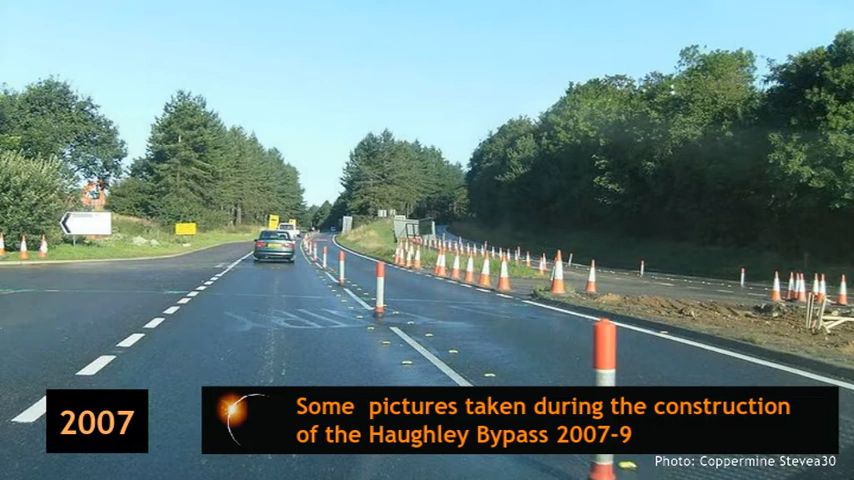 2007
Some pictures taken during the construction
of the Haughley Bypass 2007-9
Photo: Coppermine Stevea30